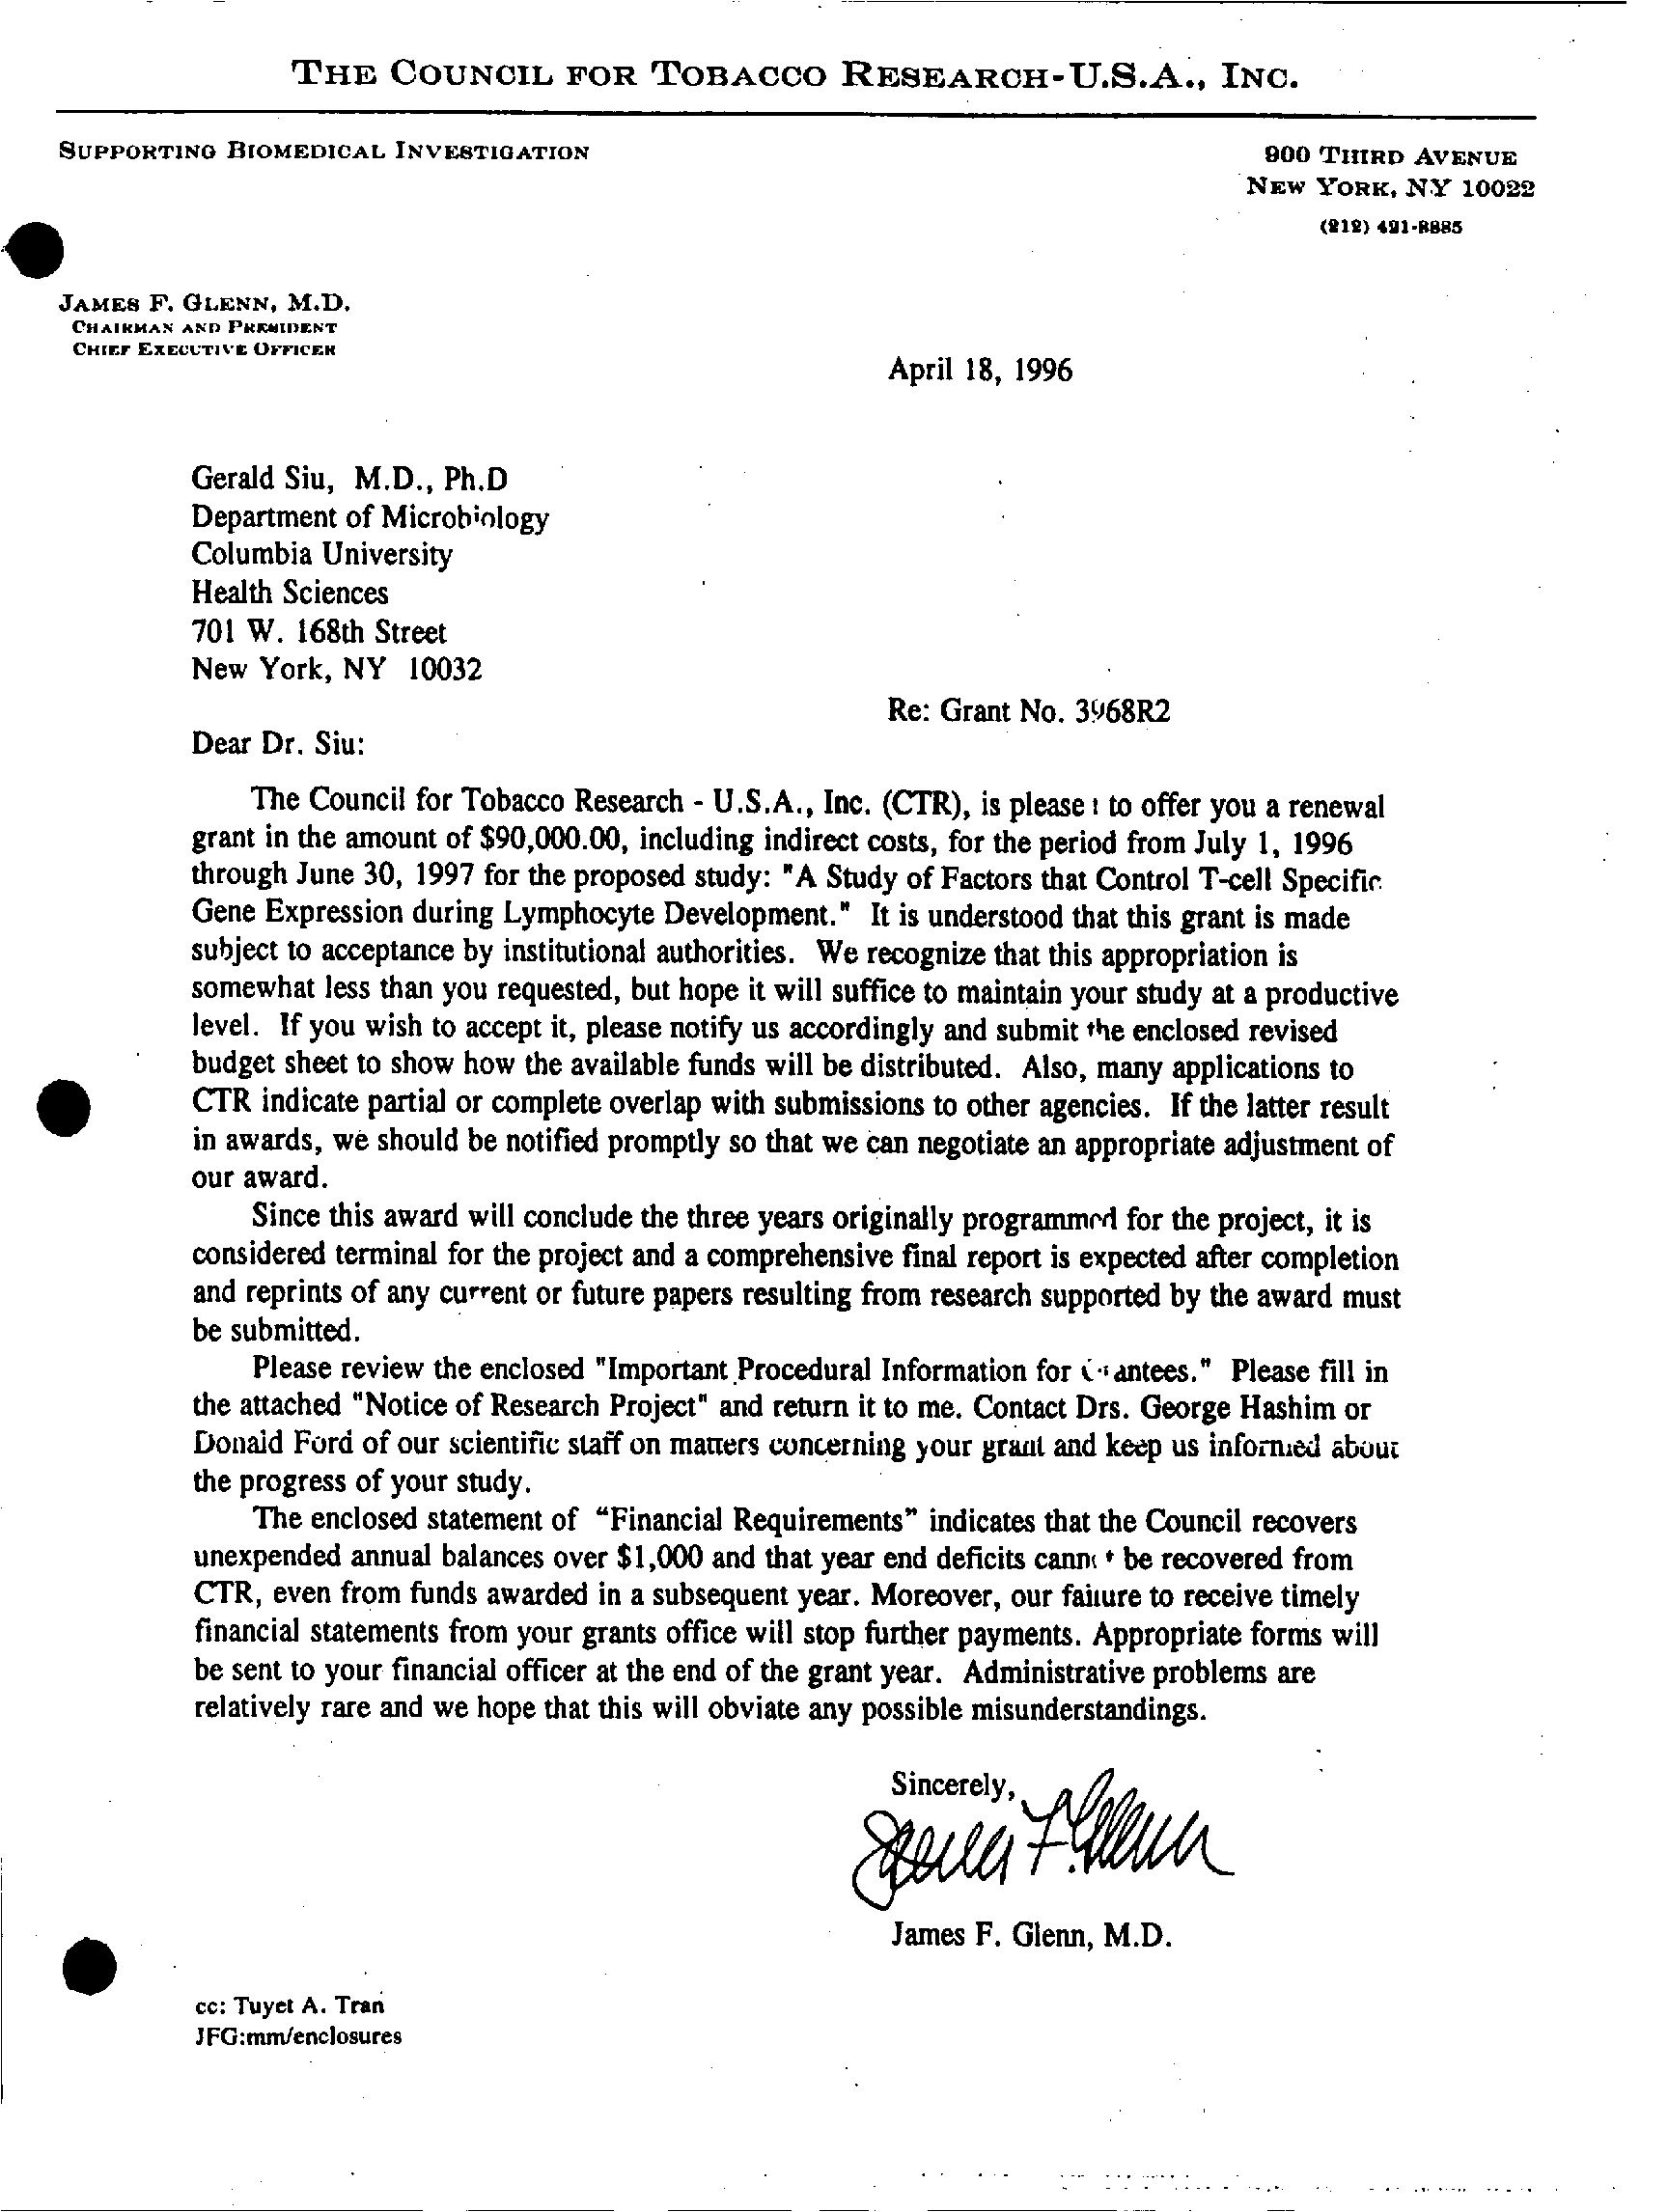 THE COUNCIL FOR TOBACCO RESEARCH-U.S.A., INC.
SUPPORTING BIOMEDICAL INVESTIGATION
900 THIRD AVENUE
NEW YORK, NY 10022
(212) 421-8885
JAMES F. GLENN, M.D.
CHAIRMAN AND PRESIDENT
CHIEF EXECUTIVE OFFICER
April 18, 1996
Gerald Siu, M.D., Ph.D
Department of Microbiology
Columbia University
Health Sciences
701 W. 168th Street
New York, NY 10032
Re: Grant No. 3968R2
Dear Dr. Siu:
The Council for Tobacco Research - U.S.A., Inc. (CTR), is pleased to offer you a renewal
grant in the amount of $90,000.00, including indirect costs, for the period from July 1, 1996
through June 30, 1997 for the proposed study: "A Study of Factors that Control T-cell Specific
Gene Expression during Lymphocyte Development." It is understood that this grant is made
subject to acceptance by institutional authorities. We recognize that this appropriation is
somewhat less than you requested, but hope it will suffice to maintain your study at a productive
level. If you wish to accept it, please notify us accordingly and submit the enclosed revised
budget sheet to show how the available funds will be distributed. Also, many applications to
CTR indicate partial or complete overlap with submissions to other agencies. If the latter result
in awards, we should be notified promptly so that we can negotiate an appropriate adjustment of
our award.
Since this award will conclude the three years originally programmed for the project, it is
considered terminal for the project and a comprehensive final report is expected after completion
and reprints of any current or future papers resulting from research supported by the award must
be submitted.
Please review the enclosed "Important Procedural Information for Grantees." Please fill in
the attached "Notice of Research Project" and return it to me. Contact Drs. George Hashim or
Donald Ford of our scientific staff on matters concerning your grant and keep us informed about
the progress of your study.
The enclosed statement of “Financial Requirements” indicates that the Council recovers
unexpended annual balances over $1,000 and that year end deficits cannot be recovered from
CTR, even from funds awarded in a subsequent year. Moreover, our failure to receive timely
financial statements from your grants office will stop further payments. Appropriate forms will
be sent to your financial officer at the end of the grant year. Administrative problems are
relatively rare and we hope that this will obviate any possible misunderstandings.
Sincerely,
James F. Glenn
James F. Glenn, M.D.
cc: Tuyet A. Tran
JFG:mm/enclosures